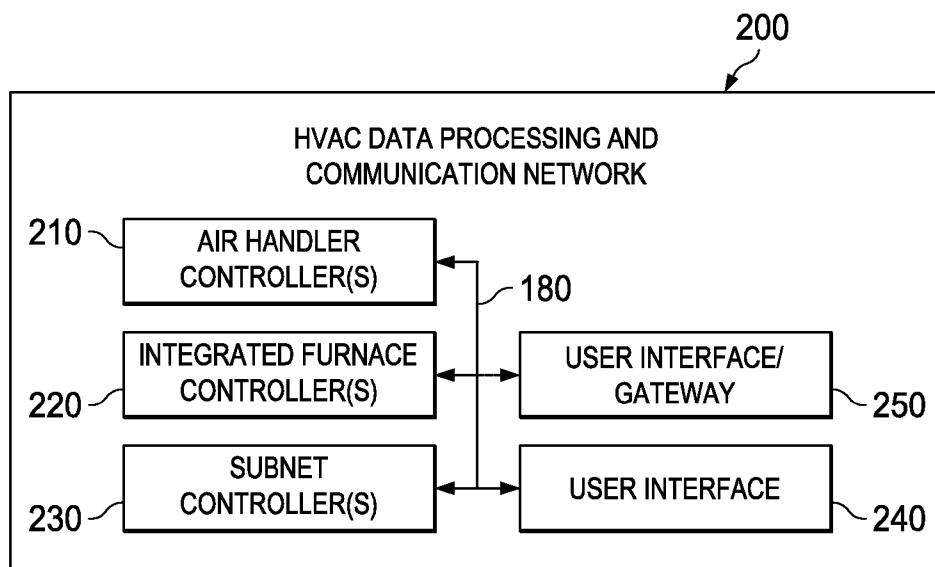 200
HVAC DATA PROCESSING AND
COMMUNICATION NETWORK
210
AIR HANDLER
CONTROLLER(S)
180
INTEGRATED FURNACE
CONTROLLER(S)
220
USER INTERFACE/
GATEWAY
250
SUBNET
CONTROLLER(S)
230
USER INTERFACE
240